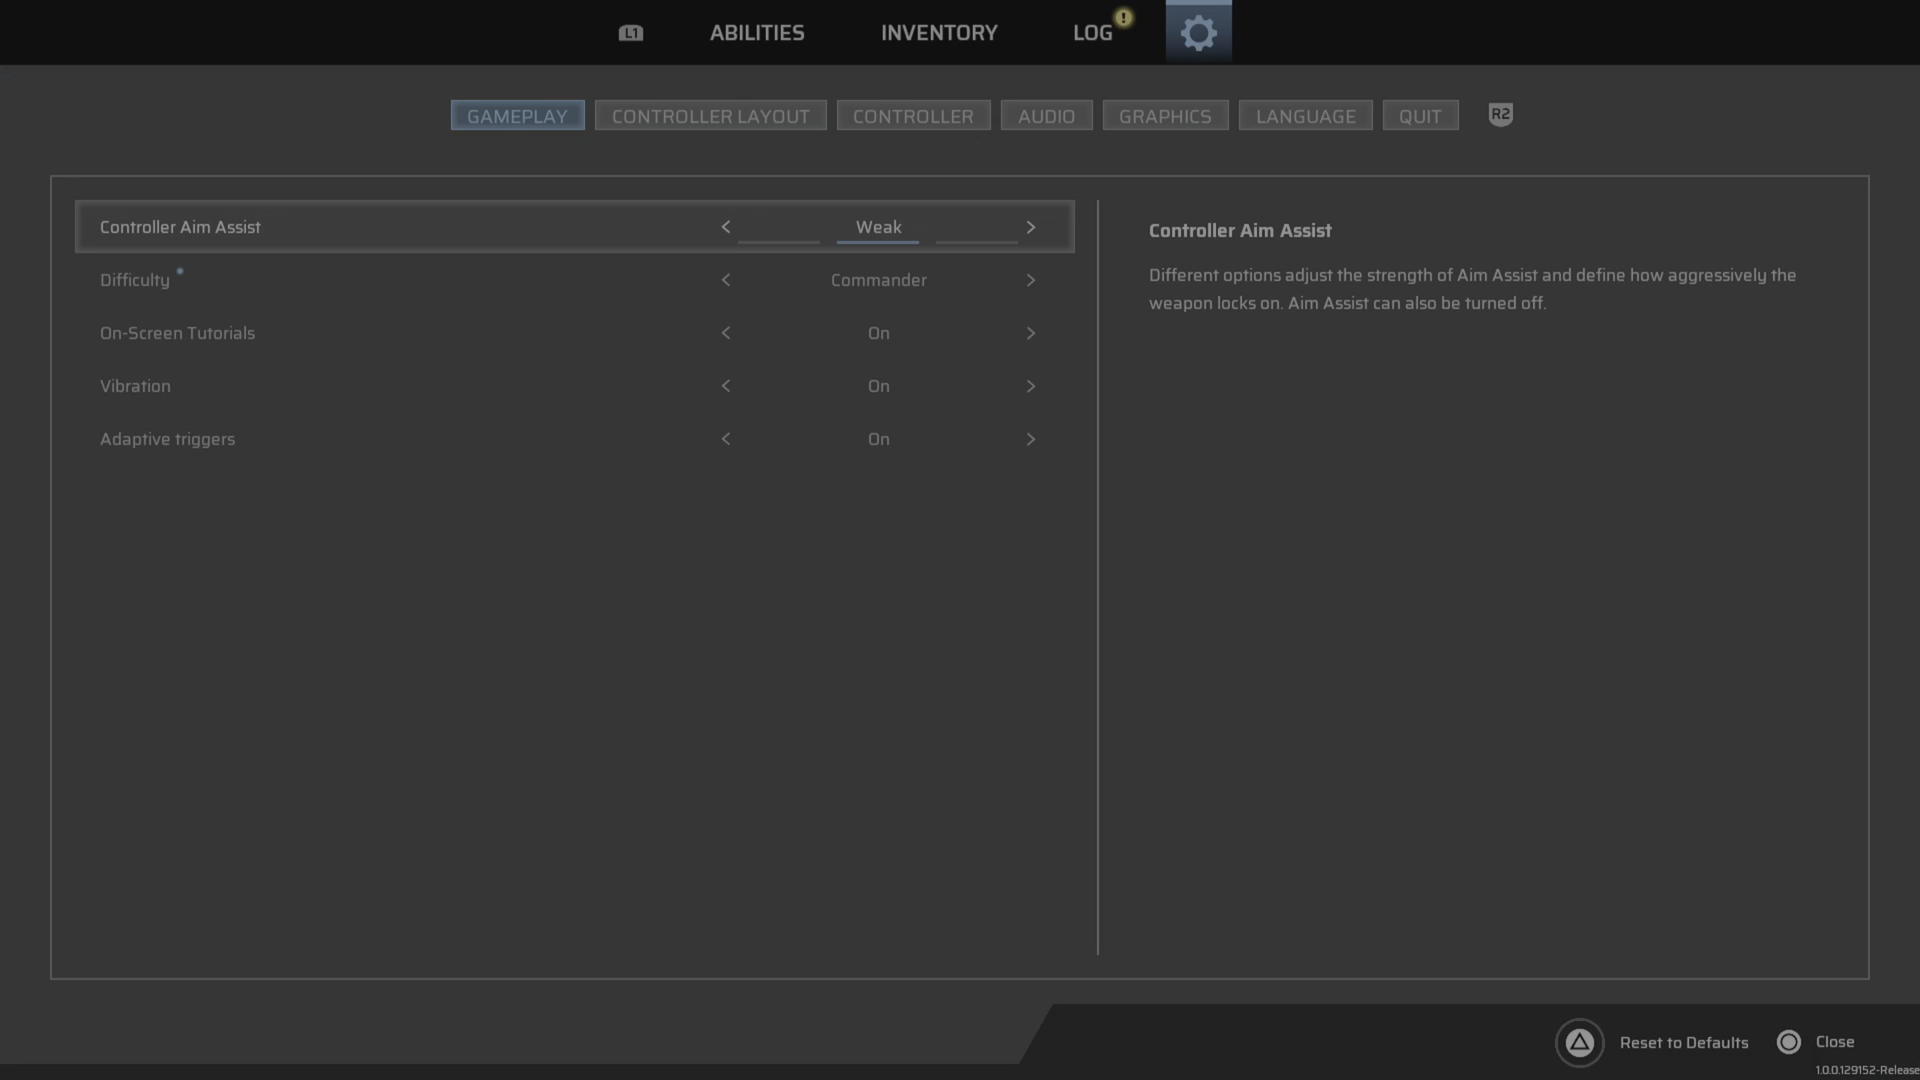 L1 ABILITIES INVENTORY LOG !
GAMEPLAY CONTROLLER LAYOUT CONTROLLER AUDIO GRAPHICS LANGUAGE QUIT R2
Controller Aim Assist < Weak >
Difficulty < Commander >
On-Screen Tutorials < On >
Vibration < On >
Adaptive triggers < On >
Controller Aim Assist
Different options adjust the strength of Aim Assist and define how aggressively the
weapon locks on. Aim Assist can also be turned off.
Reset to Defaults Close
1.0.0.129152-Release